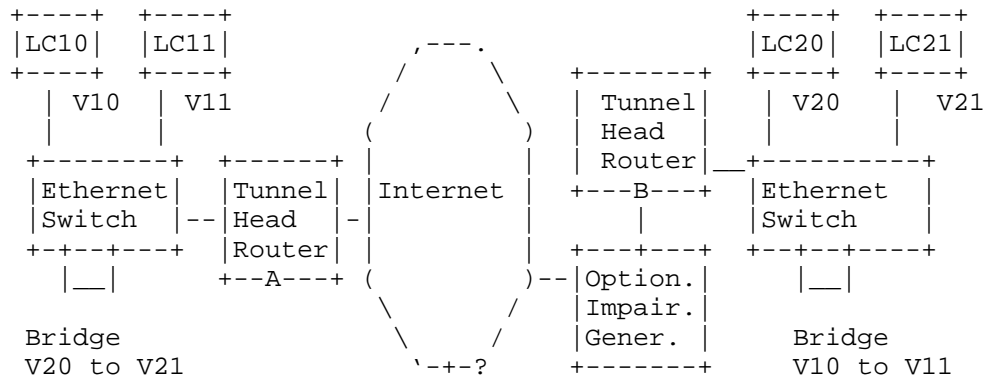 LC10 LC11 LC20 LC21
V10 V11 Tunnel V20 V21
Head
Router
Ethernet Tunnel Internet B Ethernet
Switch Head Switch
Router
A Option.
Impair.
Bridge Gener. Bridge
V20 to V21 V10 to V11